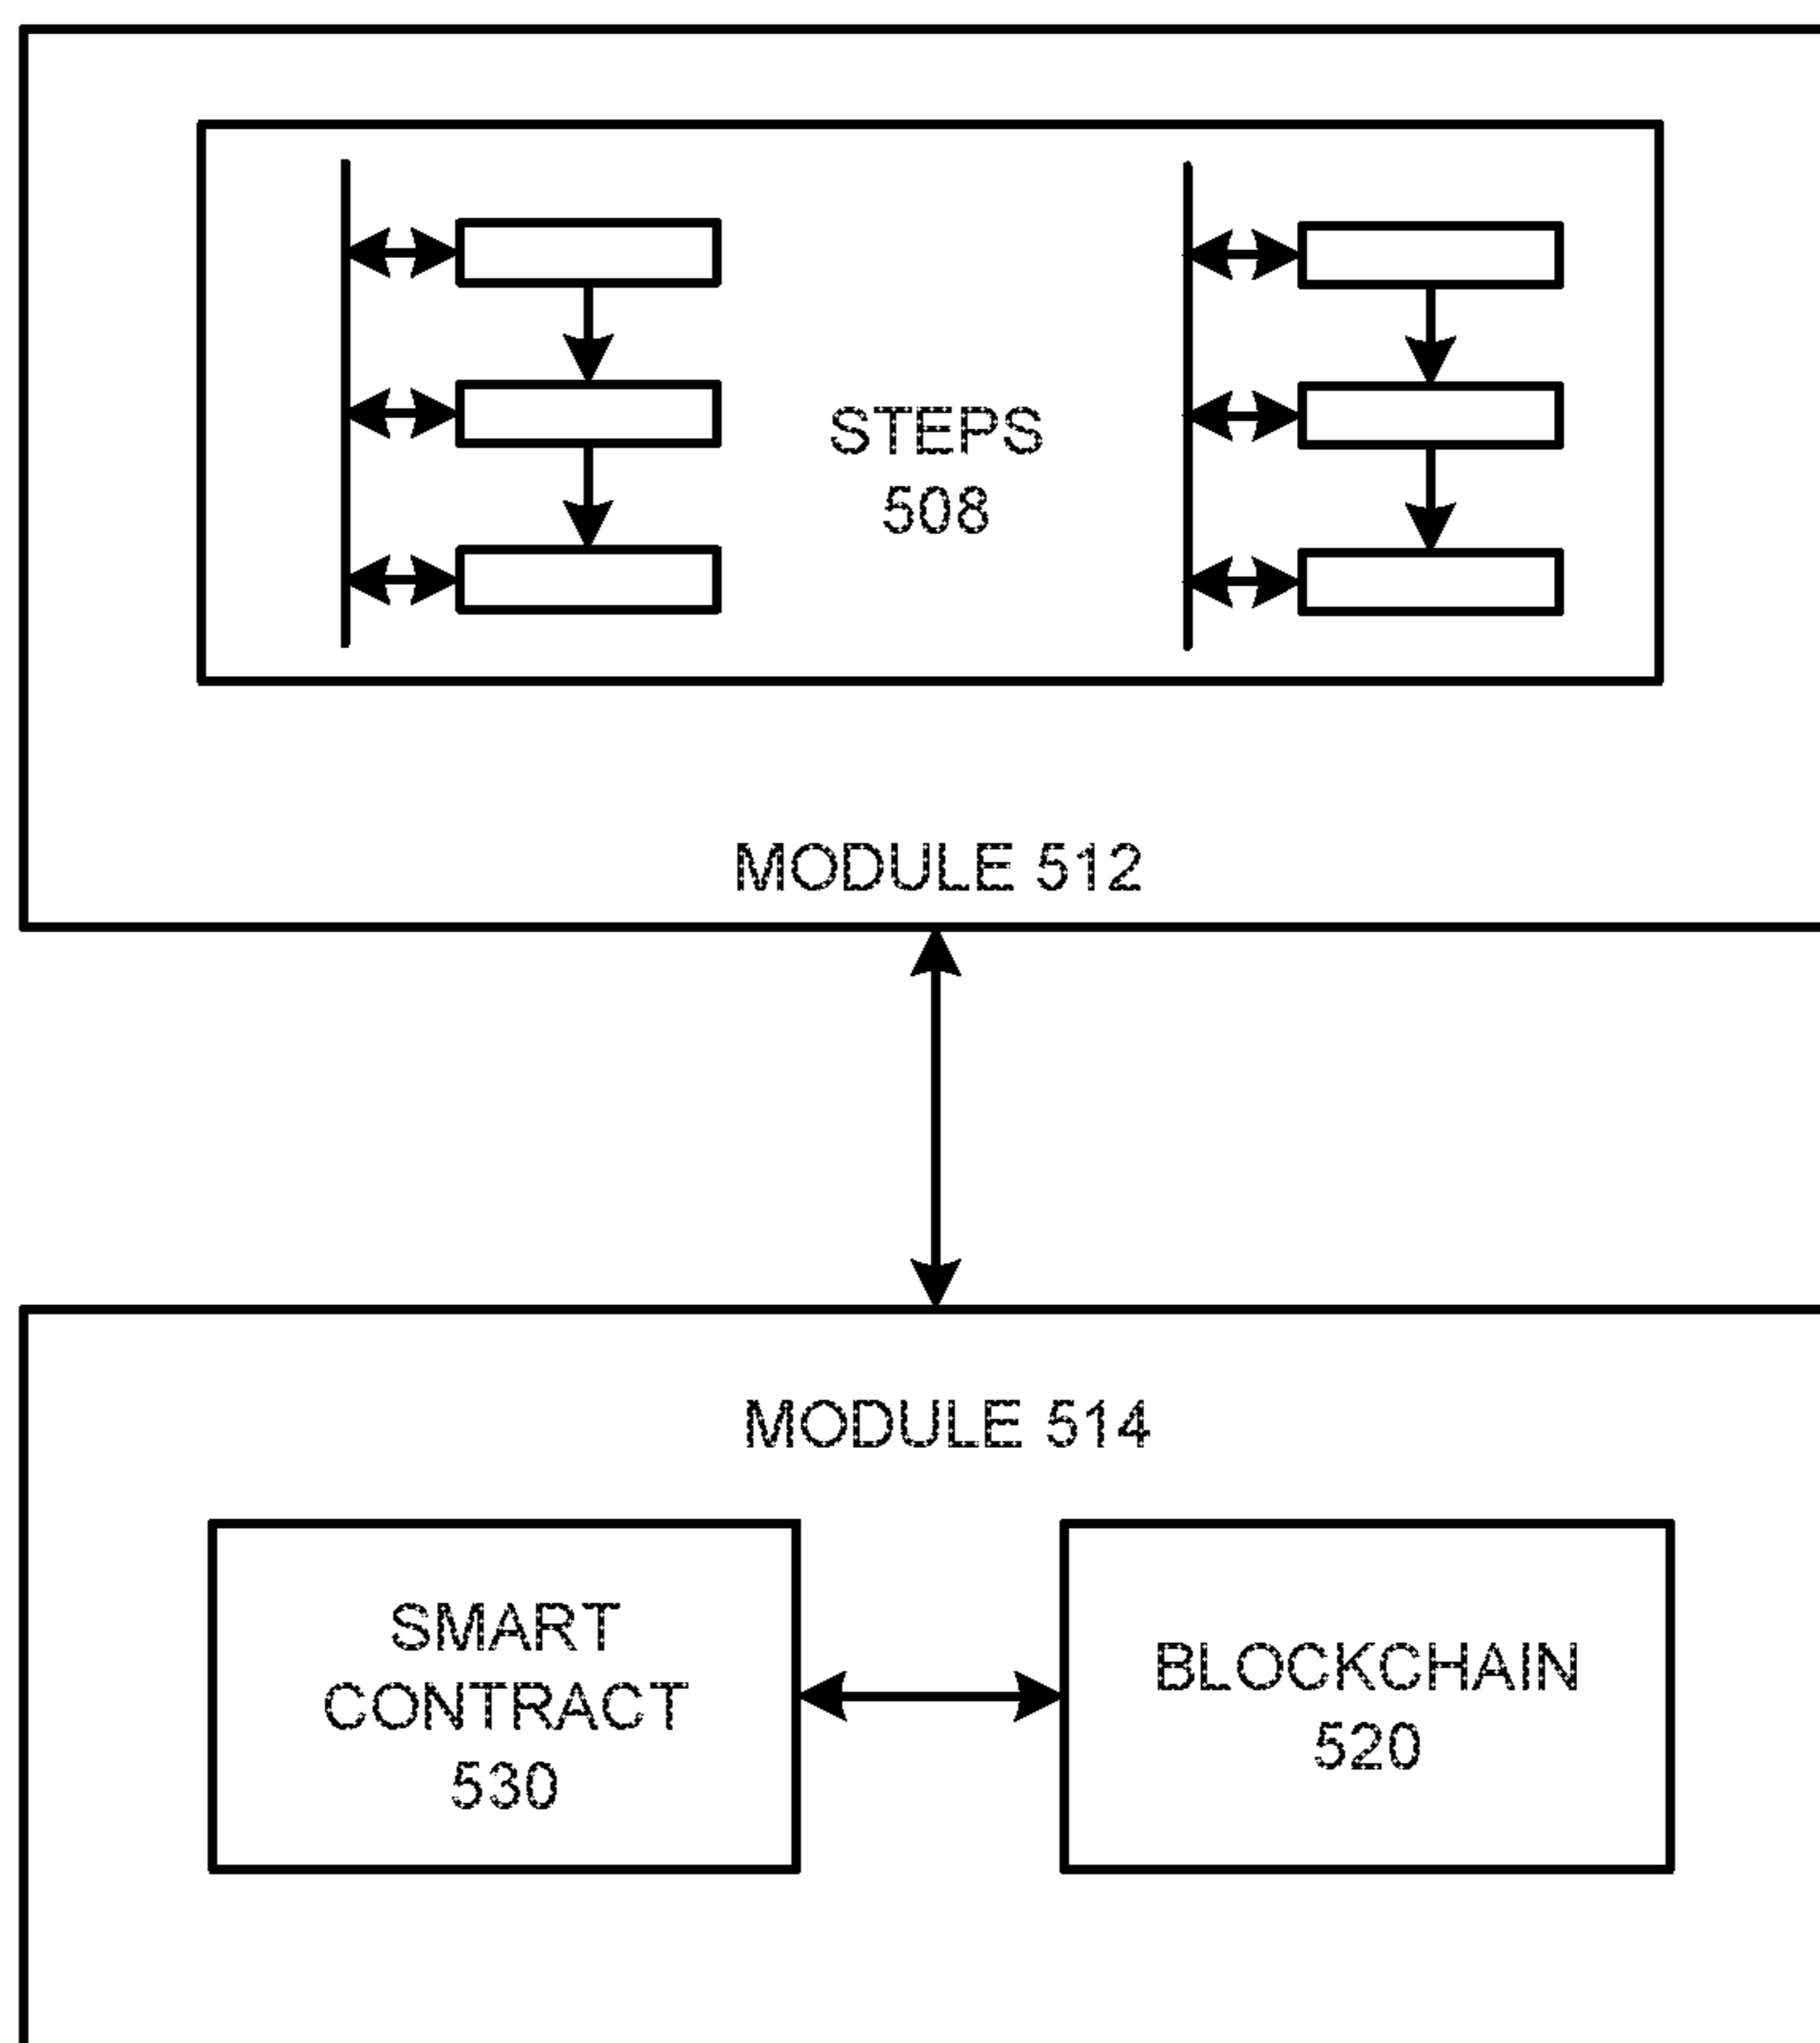 STEPS
508
MODULE 512
MODULE 514
SMART
CONTRACT
530
BLOCKCHAIN
520